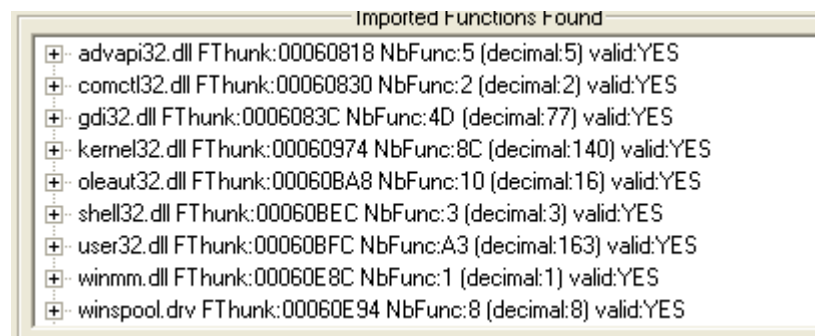 Imported Functions Found
advapi32.dll FThunk:00060818 NbFunc:5 (decimal:5) valid:YES
comctl32.dll FThunk:00060830 NbFunc:2 (decimal:2) valid:YES
gdi32.dll FThunk:0006083C NbFunc:4D (decimal:77) valid:YES
kernel32.dll FThunk:00060974 NbFunc:8C (decimal:140) valid:YES
oleaut32.dll FThunk:00060BA8 NbFunc:10 (decimal:16) valid:YES
shell32.dll FThunk:00060BEC NbFunc:3 (decimal:3) valid:YES
user32.dll FThunk:00060BFC NbFunc:A3 (decimal:163) valid:YES
winmm.dll FThunk:00060E8C NbFunc:1 (decimal:1) valid:YES
winspool.drv FThunk:00060E94 NbFunc:8 (decimal:8) valid:YES